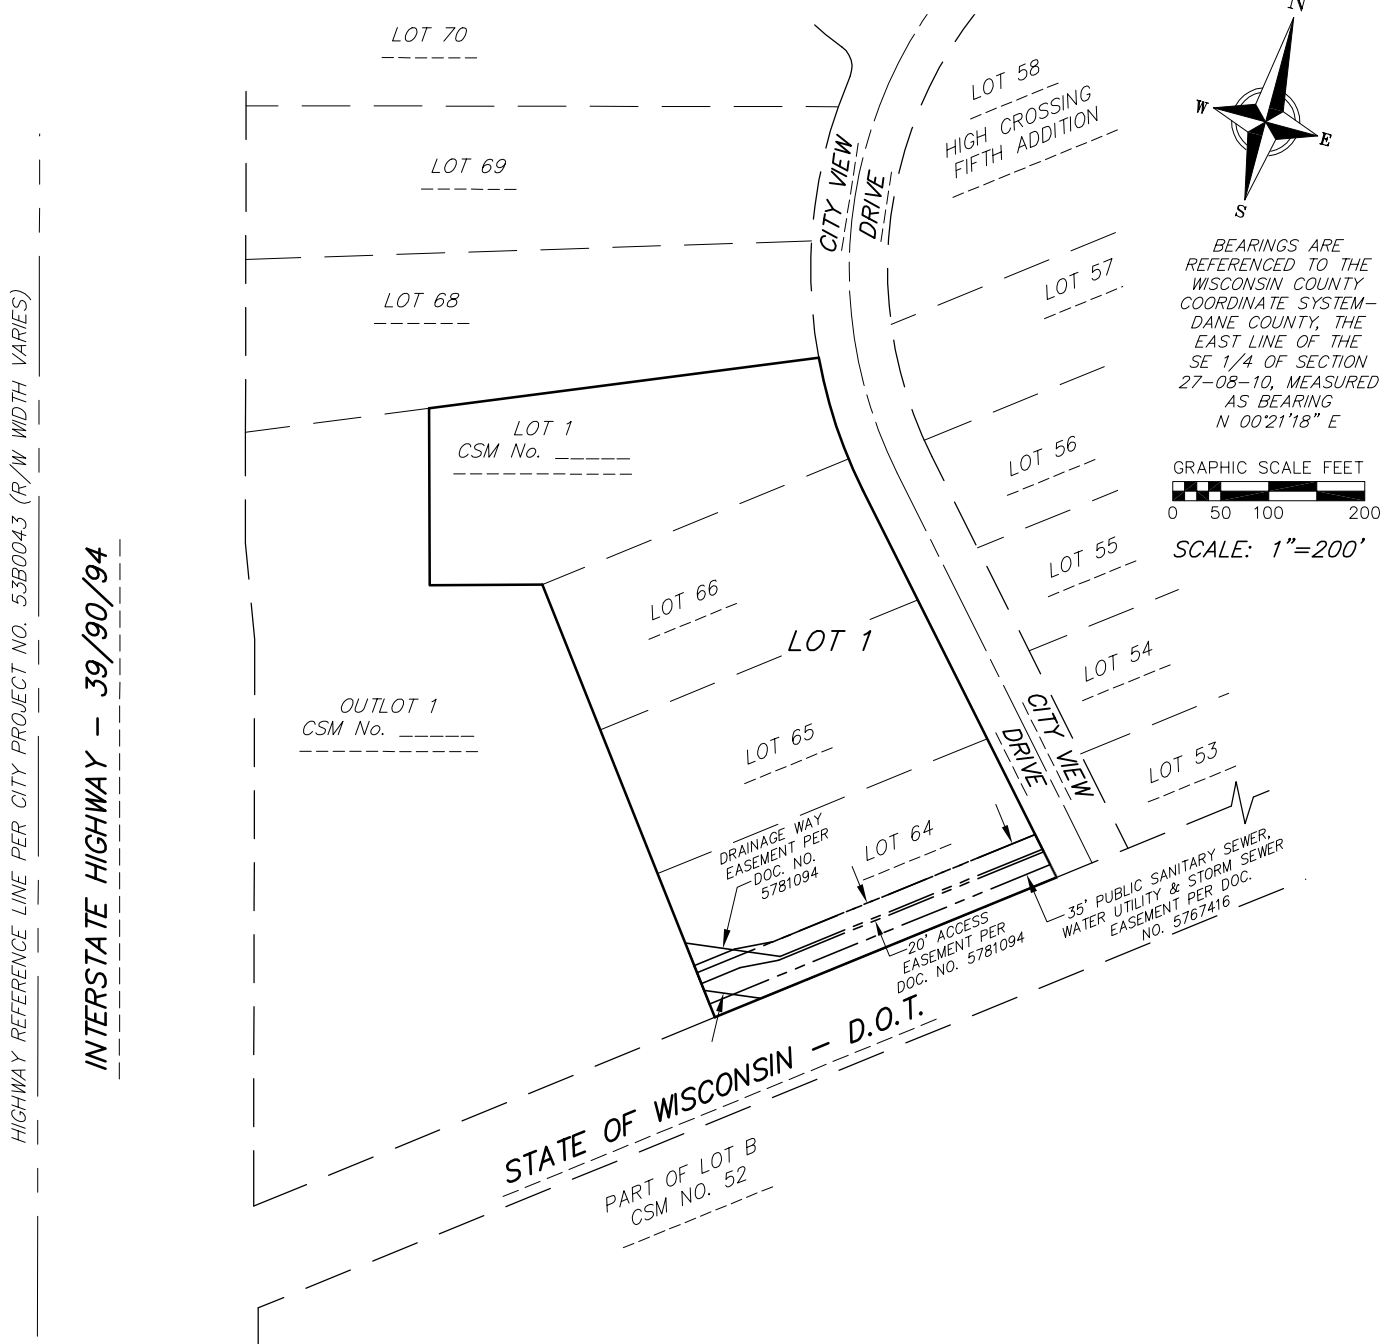 LOT 70
N
LOT 58
HIGH CROSSING
FIFTH ADDITION
W
E
S
LOT 69
CITY VIEW
DRIVE
BEARINGS ARE
REFERENCED TO THE
WISCONSIN COUNTY
COORDINATE SYSTEM–
DANE COUNTY, THE
EAST LINE OF THE
SE 1/4 OF SECTION
27–08–10, MEASURED
AS BEARING
N 00°21'18" E
LOT 57
LOT 68
HIGHWAY REFERENCE LINE PER CITY PROJECT NO. 53B0043 (R/W WIDTH VARIES)
LOT 1
CSM No. _____
LOT 56
GRAPHIC SCALE FEET
0 50 100 200
SCALE: 1"=200'
INTERSTATE HIGHWAY – 39/90/94
LOT 55
LOT 66
LOT 1
LOT 54
OUTLOT 1
CSM No. _____
LOT 65
CITY VIEW
DRIVE
LOT 53
DRAINAGE WAY
EASEMENT PER
DOC. NO.
5781094
LOT 64
35' PUBLIC SANITARY SEWER,
WATER UTILITY & STORM SEWER
EASEMENT PER DOC.
NO. 5767416
20' ACCESS
EASEMENT PER
DOC. NO. 5781094
STATE OF WISCONSIN – D.O.T.
PART OF LOT B
CSM NO. 52